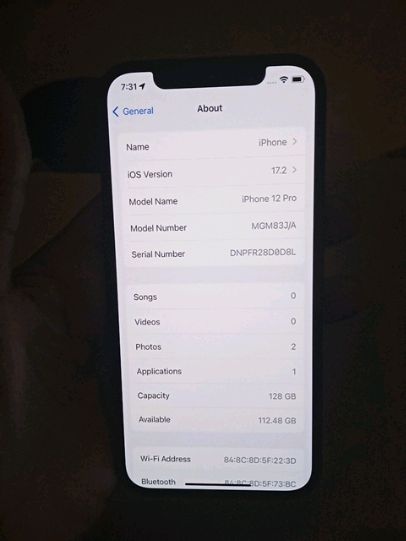 7:31
General
About
Name iPhone
iOS Version 17.2
Model Name iPhone 12 Pro
Model Number MGM83J/A
Serial Number DNPFR28D0D8L
Songs 0
Videos 0
Photos 2
Applications 1
Capacity 128 GB
Available 112.48 GB
Wi-Fi Address 84:8C:8D:5F:22:3D
Bluetooth 84:8C:8D:5F:73:BC